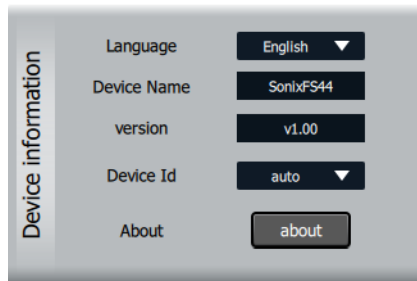 Device information
Language English
Device Name SonixFS44
version v1.00
Device Id auto
About about